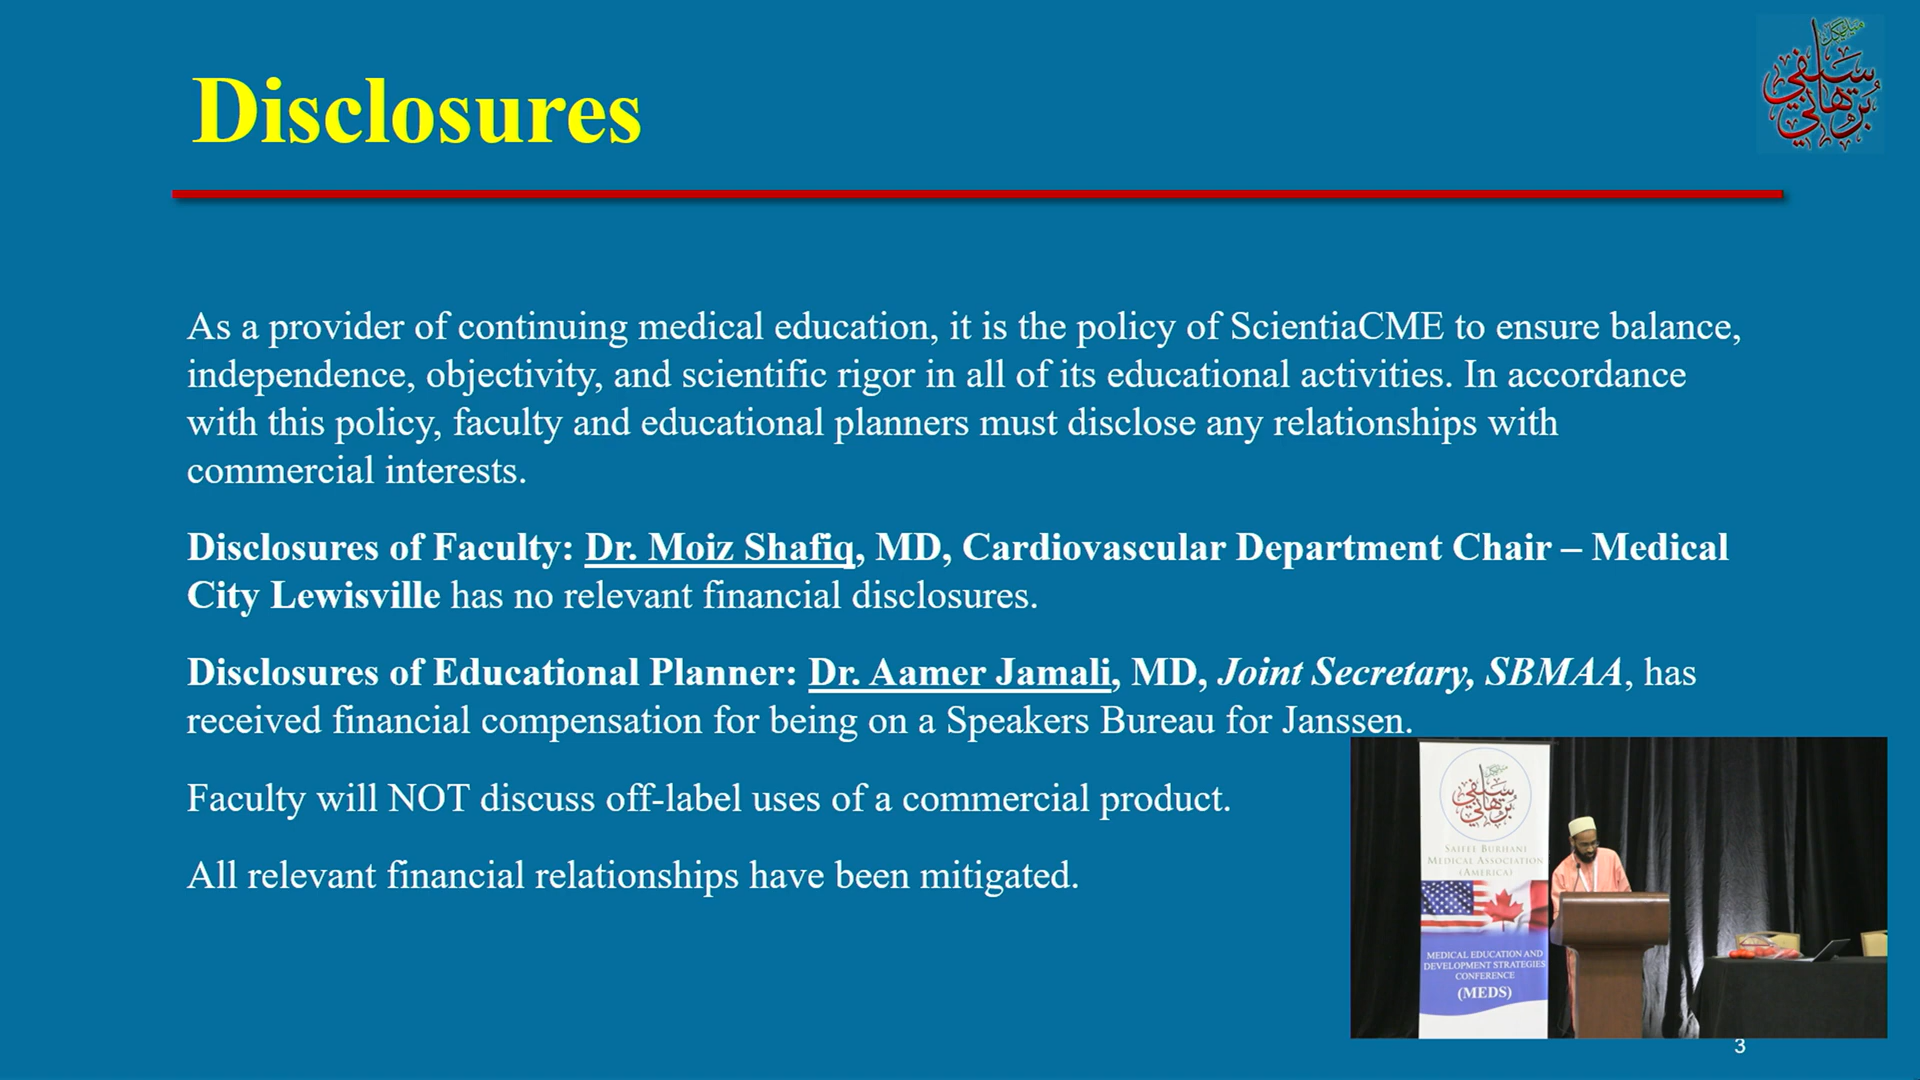 Disclosures
ميديكل
سيفي
برهاني
As a provider of continuing medical education, it is the policy of ScientiaCME to ensure balance,
independence, objectivity, and scientific rigor in all of its educational activities. In accordance
with this policy, faculty and educational planners must disclose any relationships with
commercial interests.
Disclosures of Faculty: Dr. Moiz Shafiq, MD, Cardiovascular Department Chair – Medical
City Lewisville has no relevant financial disclosures.
Disclosures of Educational Planner: Dr. Aamer Jamali, MD, Joint Secretary, SBMAA, has
received financial compensation for being on a Speakers Bureau for Janssen.
Faculty will NOT discuss off-label uses of a commercial product.
All relevant financial relationships have been mitigated.
سيفي
برهاني
SAIFEE BURHANI
MEDICAL ASSOCIATION
(AMERICA)
MEDICAL EDUCATION AND
DEVELOPMENT STRATEGIES
CONFERENCE
(MEDS)
3